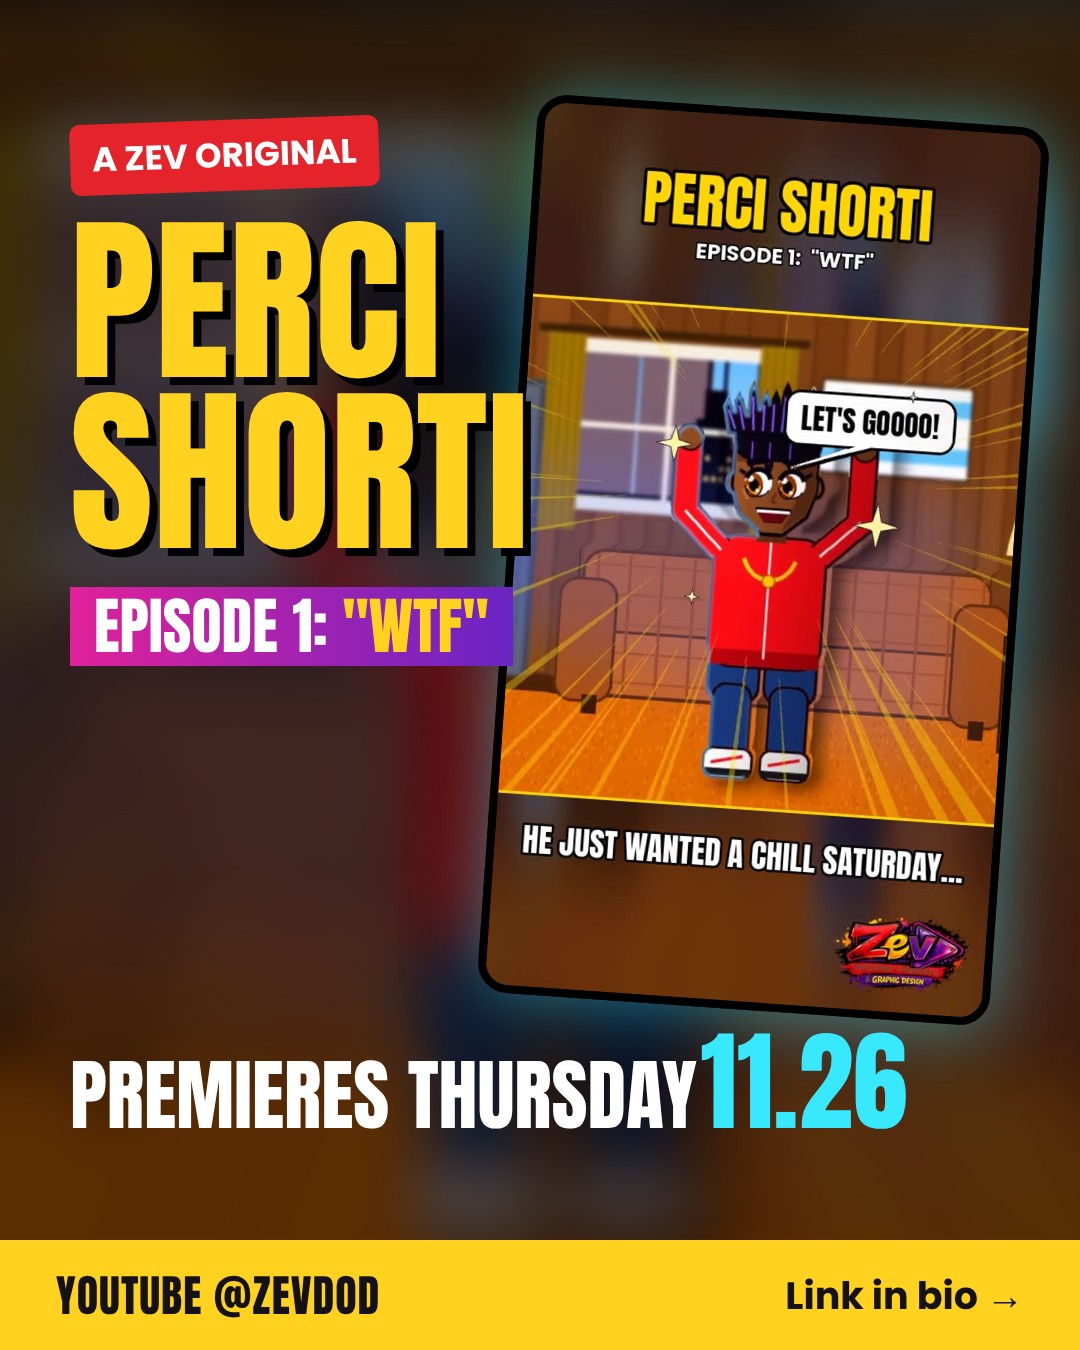 A ZEV ORIGINAL
PERCI
SHORTI
EPISODE 1: "WTF"
PERCI SHORTI
EPISODE 1: "WTF"
LET'S GOOOO!
HE JUST WANTED A CHILL SATURDAY...
Zev
GRAPHIC DESIGN
PREMIERES THURSDAY 11.26
YOUTUBE @ZEVDOD
Link in bio →